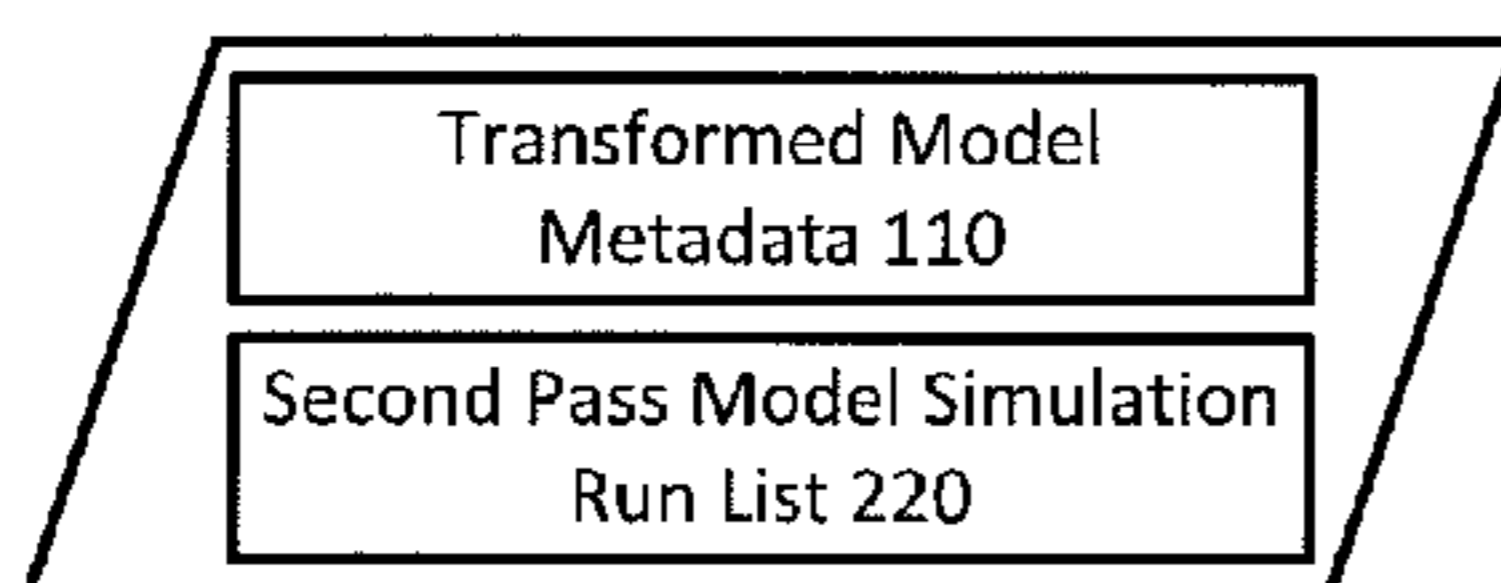 Transformed Model
Metadata 110
Second Pass Model Simulation
Run List 220